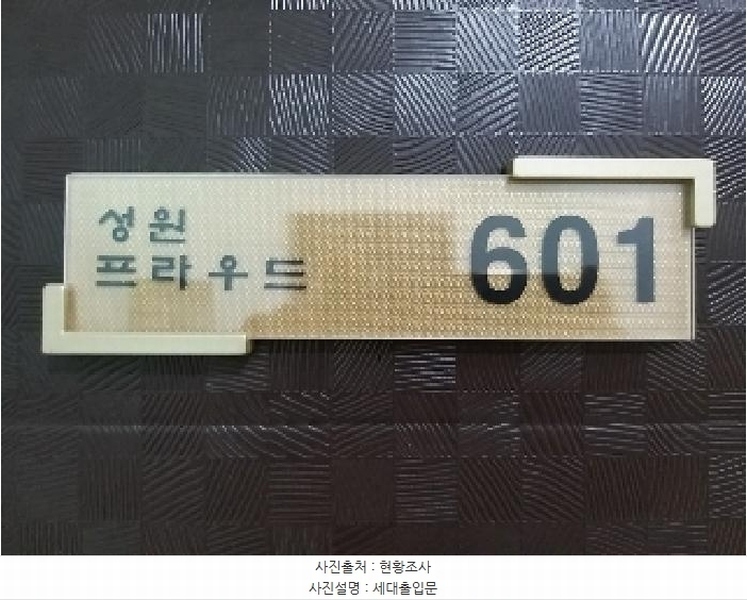 성원
프라우드
601
사진출처 : 현황조사
사진설명 : 세대출입문